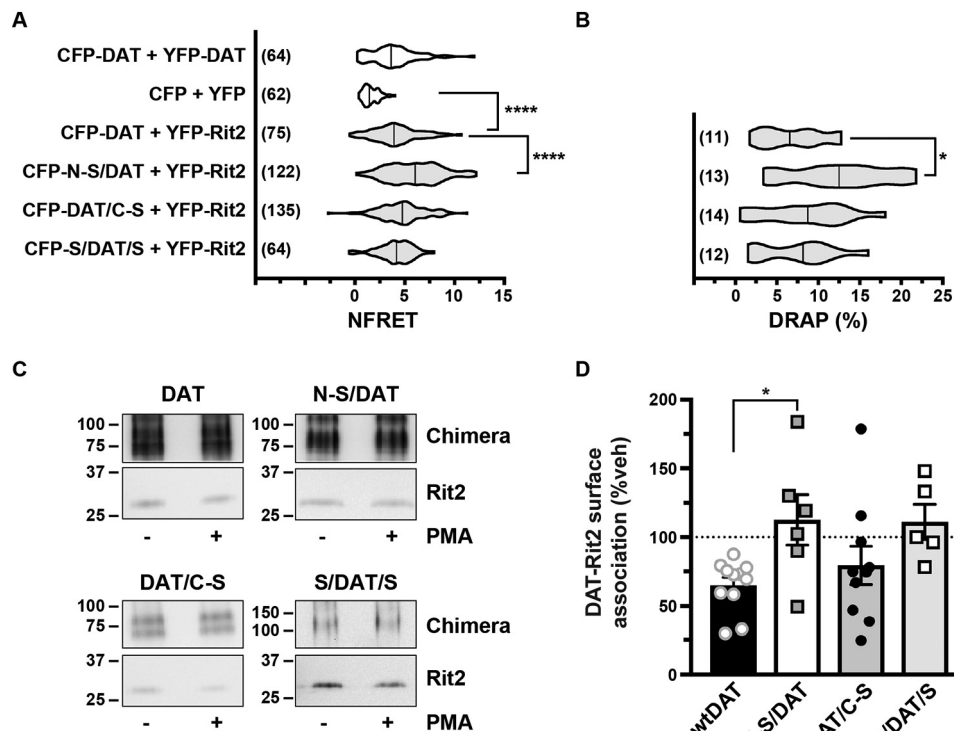 A
CFP-DAT + YFP-DAT (64)
CFP + YFP (62)
CFP-DAT + YFP-Rit2 (75)
CFP-N-S/DAT + YFP-Rit2 (122)
CFP-DAT/C-S + YFP-Rit2 (135)
CFP-S/DAT/S + YFP-Rit2 (64)
****
****
0 5 10 15
NFRET
B
(11)
(13)
(14)
(12)
*
0 5 10 15 20 25
DRAP (%)
C
DAT N-S/DAT
100 100
75 75 Chimera
37 37
25 25 Rit2
- + - + PMA
DAT/C-S S/DAT/S
100 150
75 100 Chimera
37 37
25 25 Rit2
- + - + PMA
D
DAT-Rit2 surface
association (%veh)
200
150
100
50
0
*
wtDAT
S/DAT
AT/C-S
/DAT/S